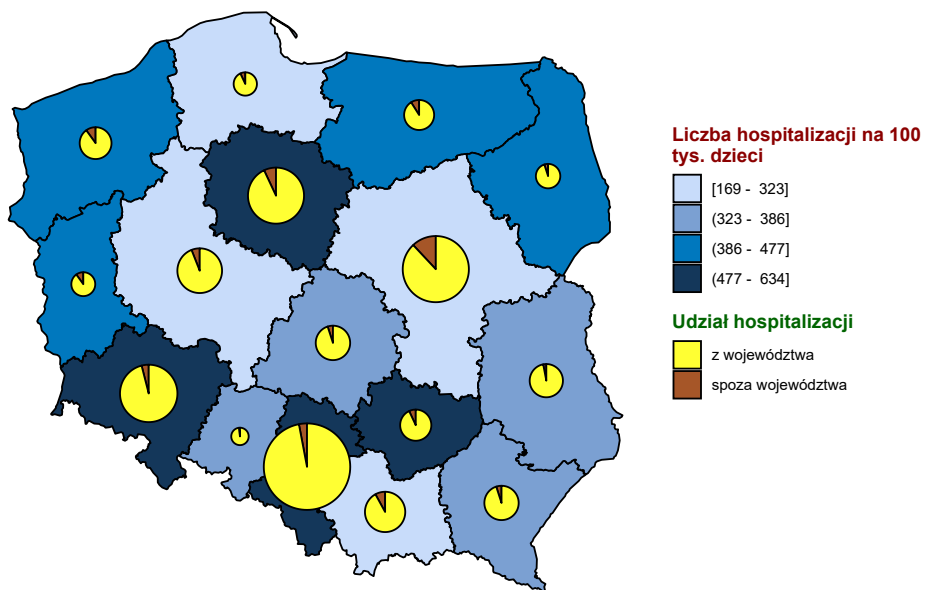 Liczba hospitalizacji na 100
tys. dzieci
[169 - 323]
(323 - 386]
(386 - 477]
(477 - 634]
Udział hospitalizacji
z województwa
spoza województwa